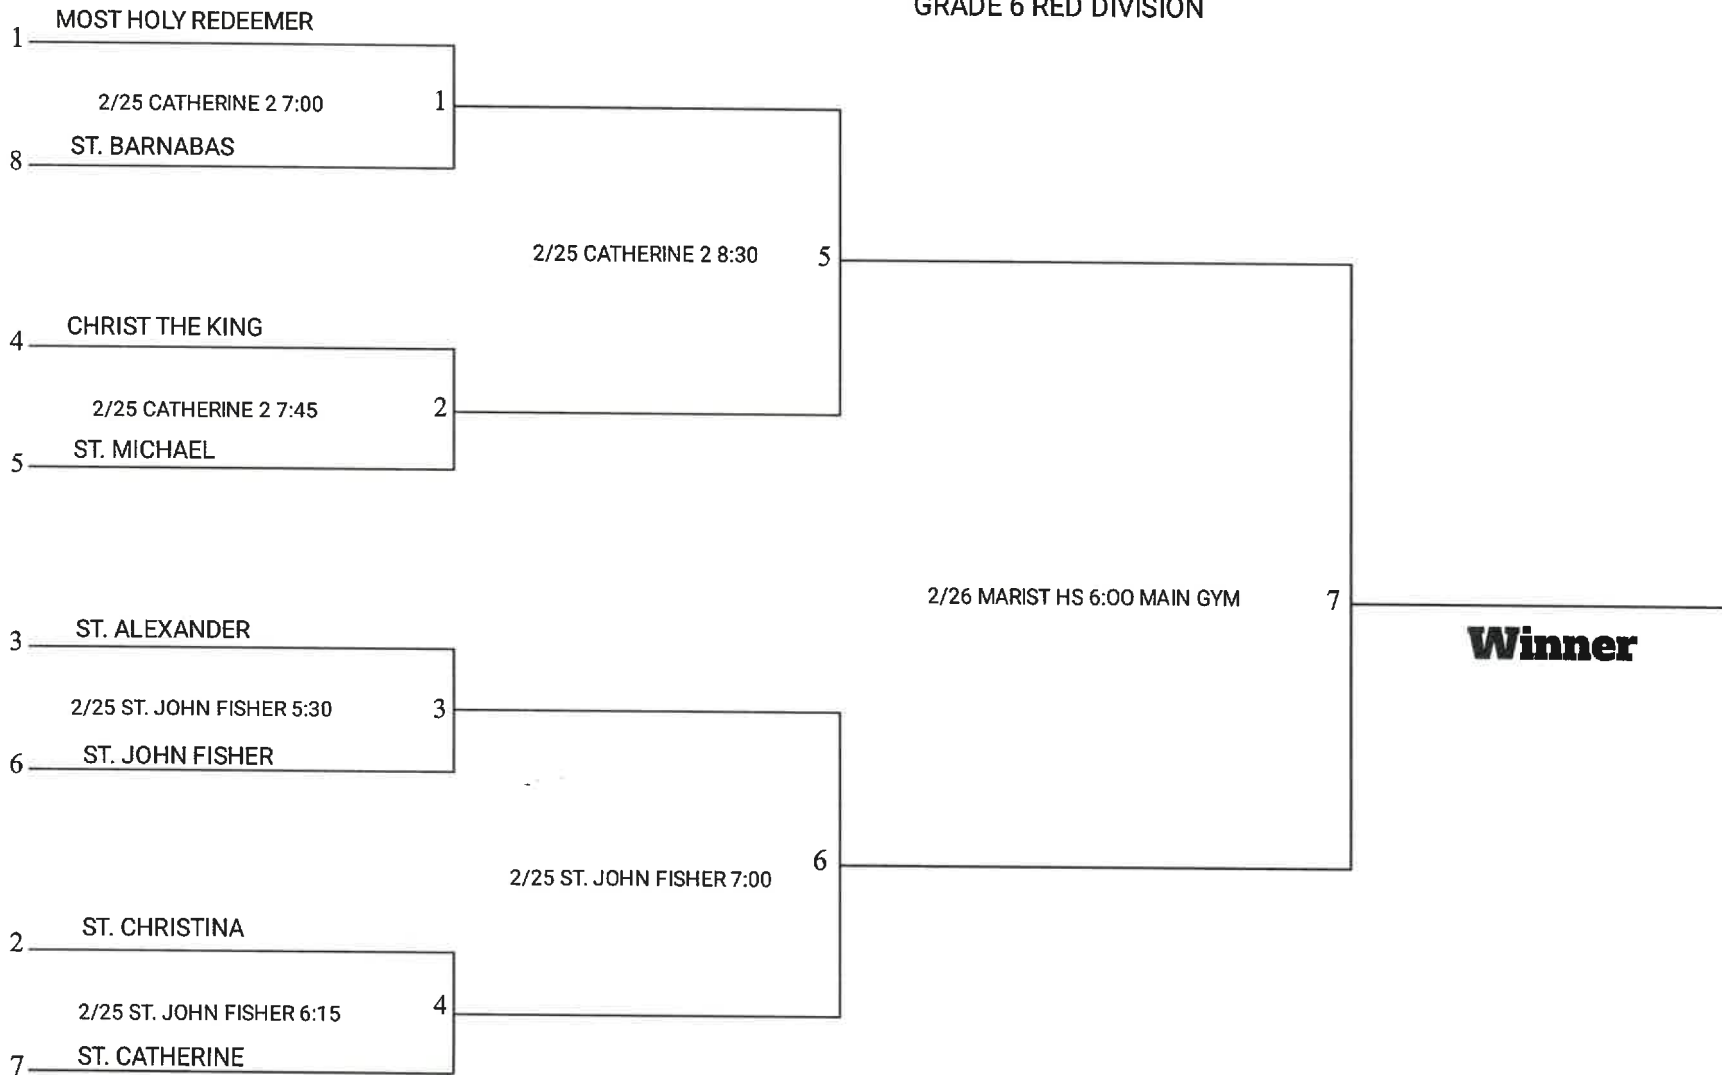 GRADE 6 RED DIVISION
1 MOST HOLY REDEEMER
2/25 CATHERINE 2 7:00 1
8 ST. BARNABAS
2/25 CATHERINE 2 8:30 5
4 CHRIST THE KING
2/25 CATHERINE 2 7:45 2
5 ST. MICHAEL
2/26 MARIST HS 6:00 MAIN GYM 7
Winner
3 ST. ALEXANDER
2/25 ST. JOHN FISHER 5:30 3
6 ST. JOHN FISHER
2/25 ST. JOHN FISHER 7:00 6
2 ST. CHRISTINA
2/25 ST. JOHN FISHER 6:15 4
7 ST. CATHERINE